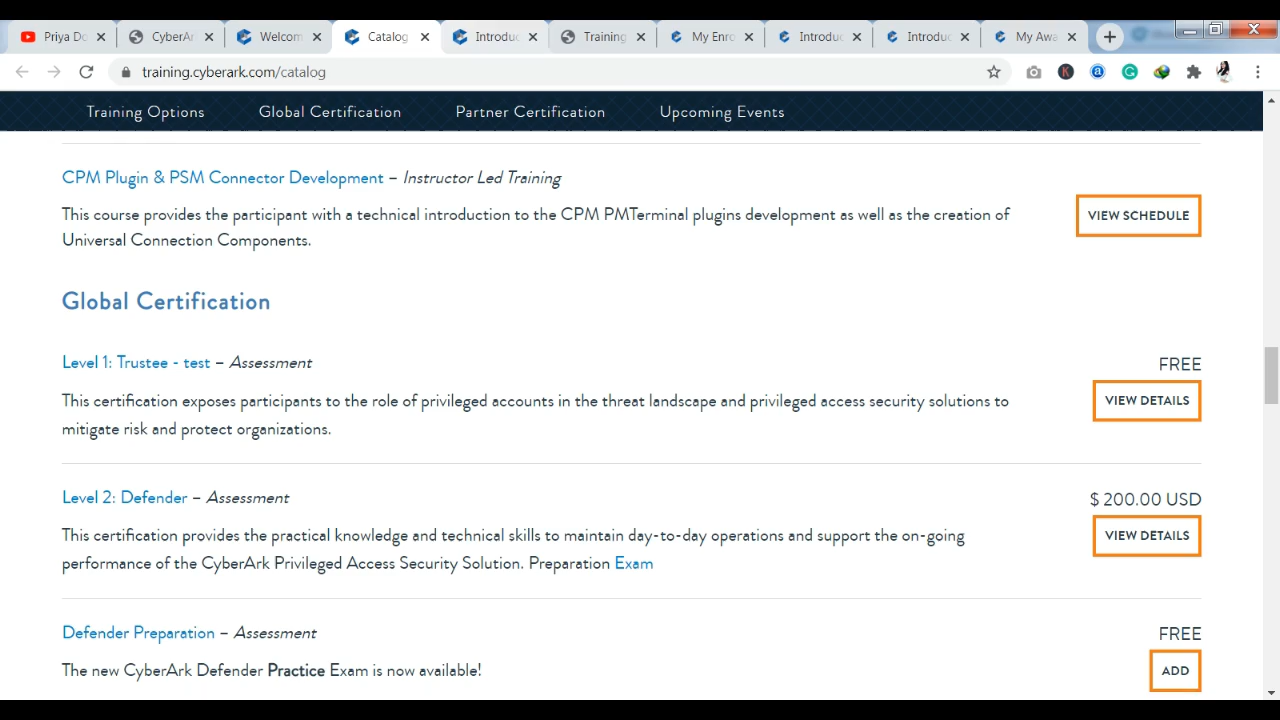 Priya Do
CyberAr
Welcom
Catalog
Introduc
Training
My Enro
Introduc
Introduc
My Awa
training.cyberark.com/catalog
Training Options
Global Certification
Partner Certification
Upcoming Events
CPM Plugin & PSM Connector Development – Instructor Led Training
This course provides the participant with a technical introduction to the CPM PMTerminal plugins development as well as the creation of
Universal Connection Components.
VIEW SCHEDULE
Global Certification
Level 1: Trustee - test – Assessment
FREE
This certification exposes participants to the role of privileged accounts in the threat landscape and privileged access security solutions to
mitigate risk and protect organizations.
VIEW DETAILS
Level 2: Defender – Assessment
$ 200.00 USD
This certification provides the practical knowledge and technical skills to maintain day-to-day operations and support the on-going
performance of the CyberArk Privileged Access Security Solution. Preparation Exam
VIEW DETAILS
Defender Preparation – Assessment
FREE
The new CyberArk Defender Practice Exam is now available!
ADD